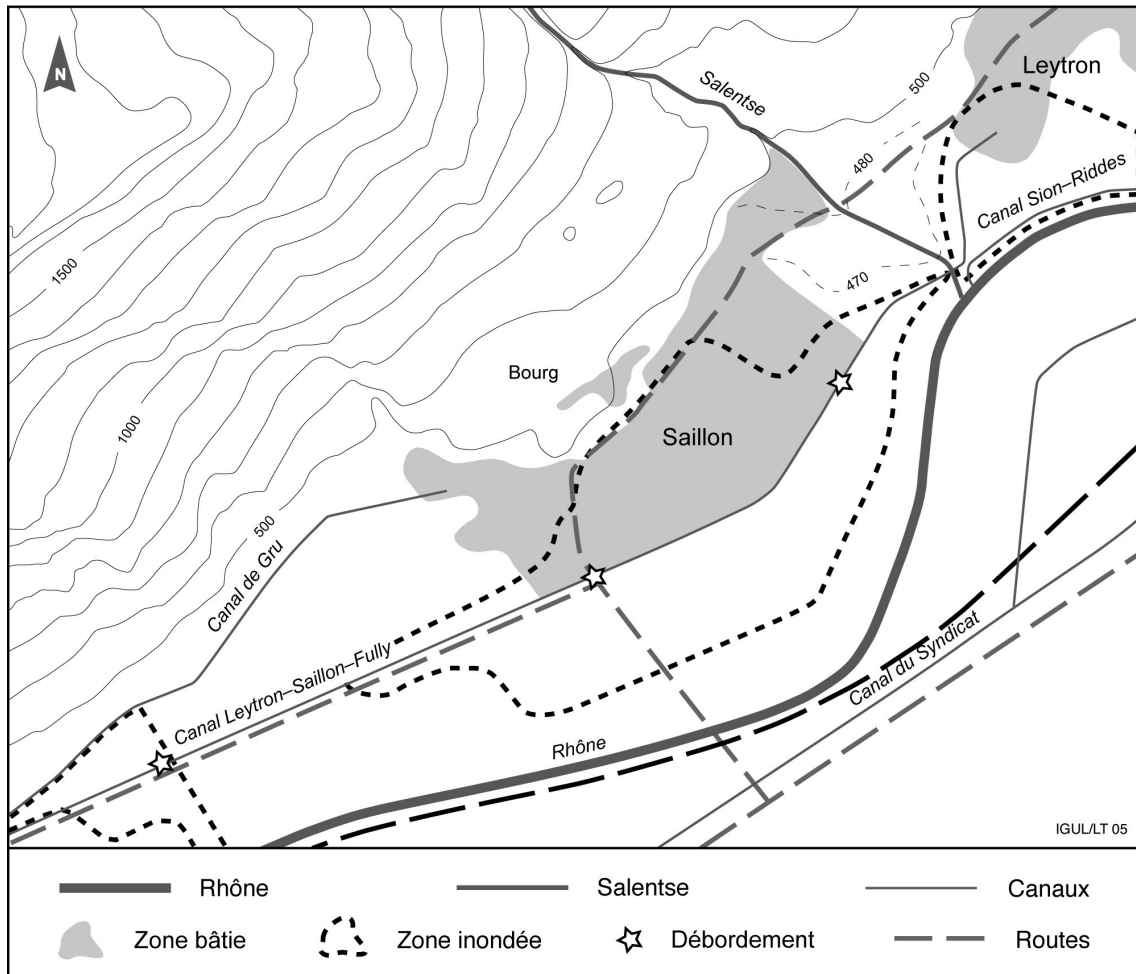 N
Salentse
500
Leytron
480
Canal Sion–Riddes
1500
470
Bourg
1000
Saillon
500
Canal de Gru
Canal Leytron–Saillon–Fully
Canal du Syndicat
Rhône
IGUL/LT 05
Rhône
Salentse
Canaux
Zone bâtie
Zone inondée
Débordement
Routes